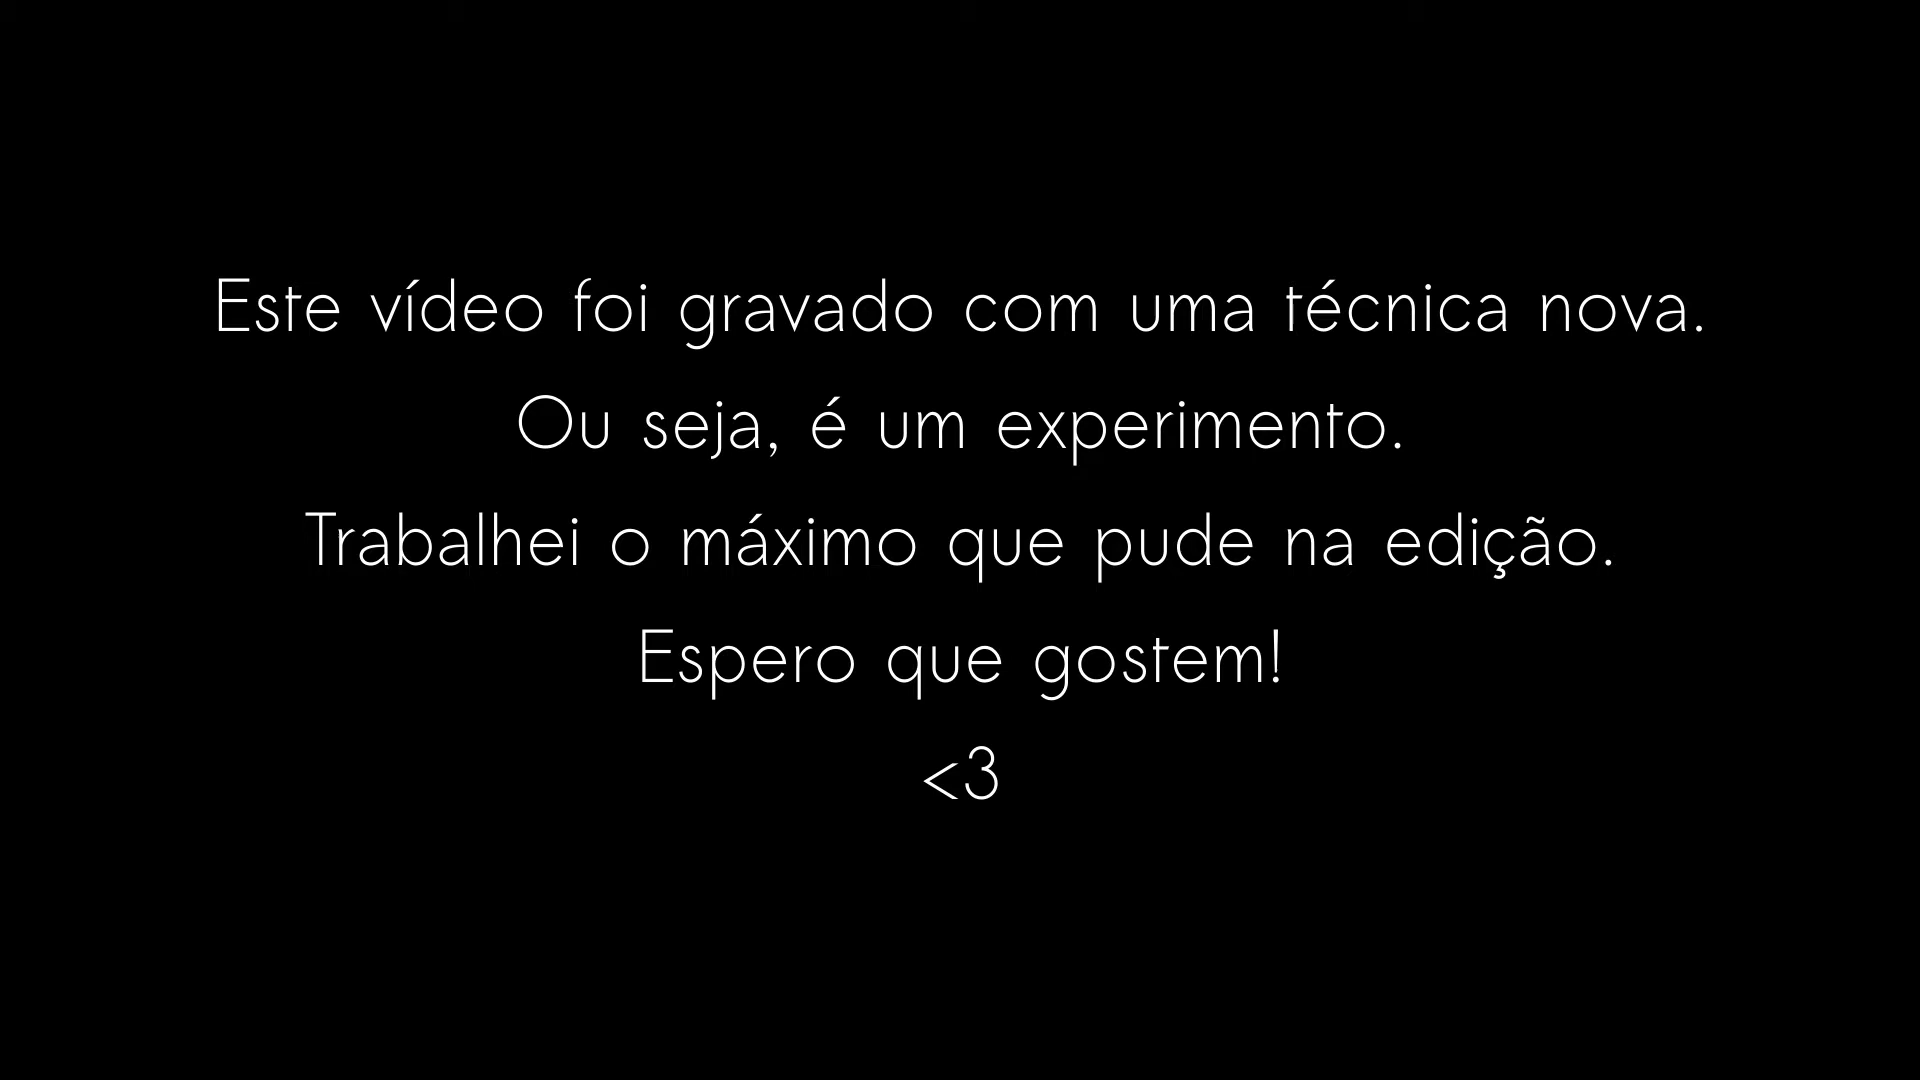 Este vídeo foi gravado com uma técnica nova.
Ou seja, é um experimento.
Trabalhei o máximo que pude na edição.
Espero que gostem!
<3